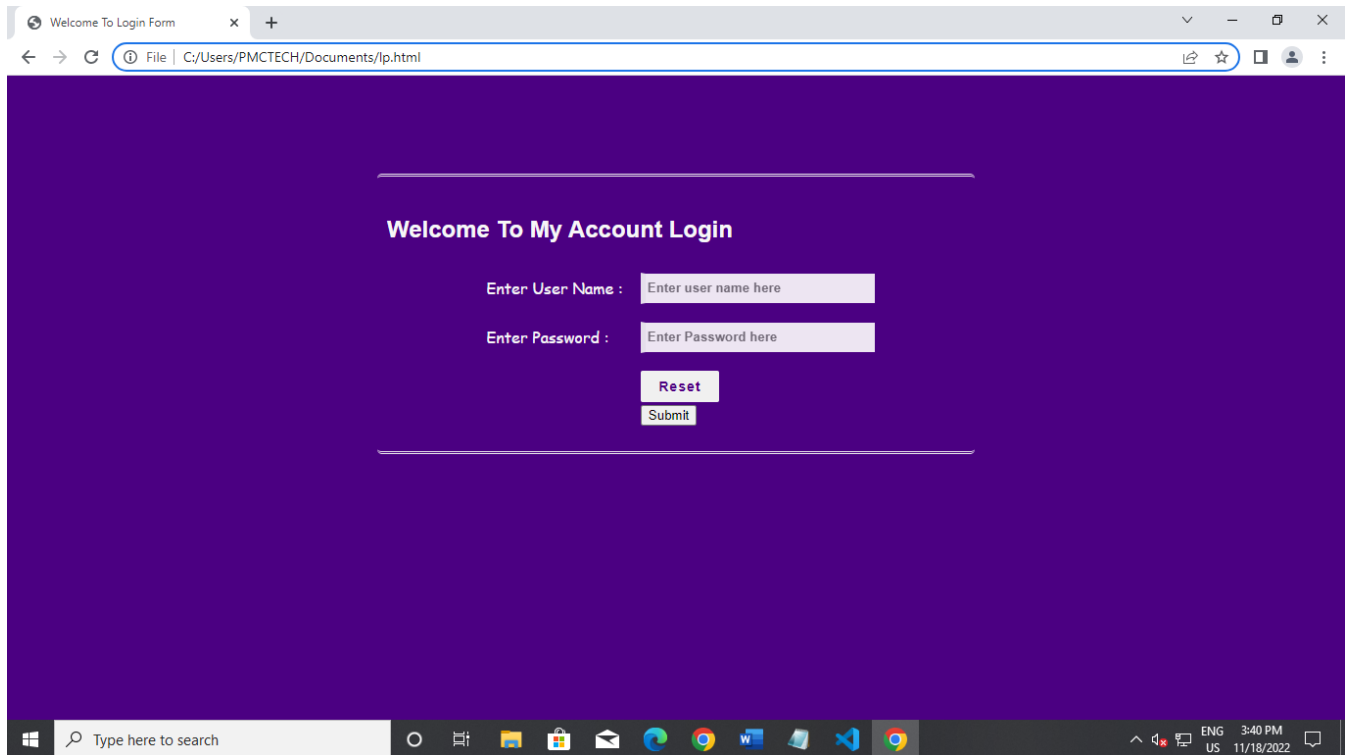 Welcome To Login Form
File | C:/Users/PMCTECH/Documents/lp.html
Welcome To My Account Login
Enter User Name : Enter user name here
Enter Password : Enter Password here
Reset
Submit
Type here to search
ENG 3:40 PM
US 11/18/2022